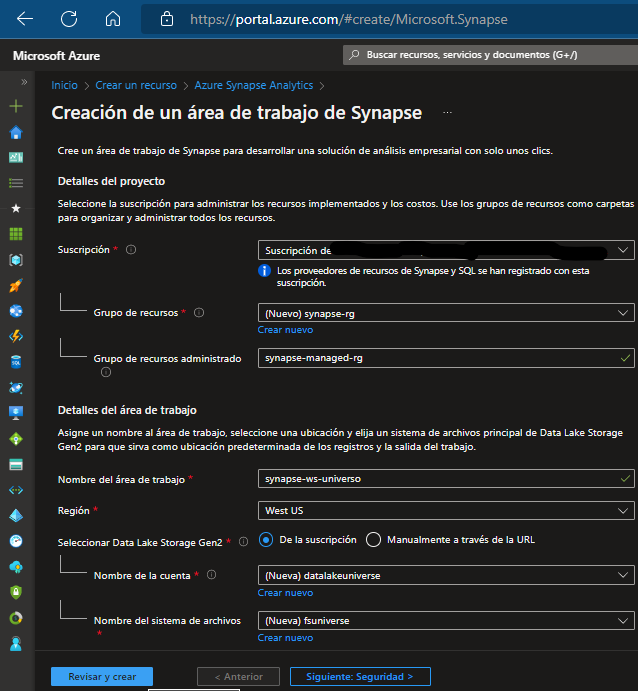 https://portal.azure.com/#create/Microsoft.Synapse
Microsoft Azure
Buscar recursos, servicios y documentos (G+/)
Inicio > Crear un recurso > Azure Synapse Analytics >
Creación de un área de trabajo de Synapse ...
Cree un área de trabajo de Synapse para desarrollar una solución de análisis empresarial con solo unos clics.
Detalles del proyecto
Seleccione la suscripción para administrar los recursos implementados y los costos. Use los grupos de recursos como carpetas
para organizar y administrar todos los recursos.
Suscripción *
Suscripción de
Los proveedores de recursos de Synapse y SQL se han registrado con esta
suscripción.
Grupo de recursos *
(Nuevo) synapse-rg
Crear nuevo
Grupo de recursos administrado
synapse-managed-rg
Detalles del área de trabajo
Asigne un nombre al área de trabajo, seleccione una ubicación y elija un sistema de archivos principal de Data Lake Storage
Gen2 para que sirva como ubicación predeterminada de los registros y la salida del trabajo.
Nombre del área de trabajo *
synapse-ws-universo
Región *
West US
Seleccionar Data Lake Storage Gen2 *
De la suscripción
Manualmente a través de la URL
Nombre de la cuenta *
(Nueva) datalakeuniverse
Crear nuevo
Nombre del sistema de archivos
*
(Nueva) fsuniverse
Crear nuevo
Revisar y crear
< Anterior
Siguiente: Seguridad >